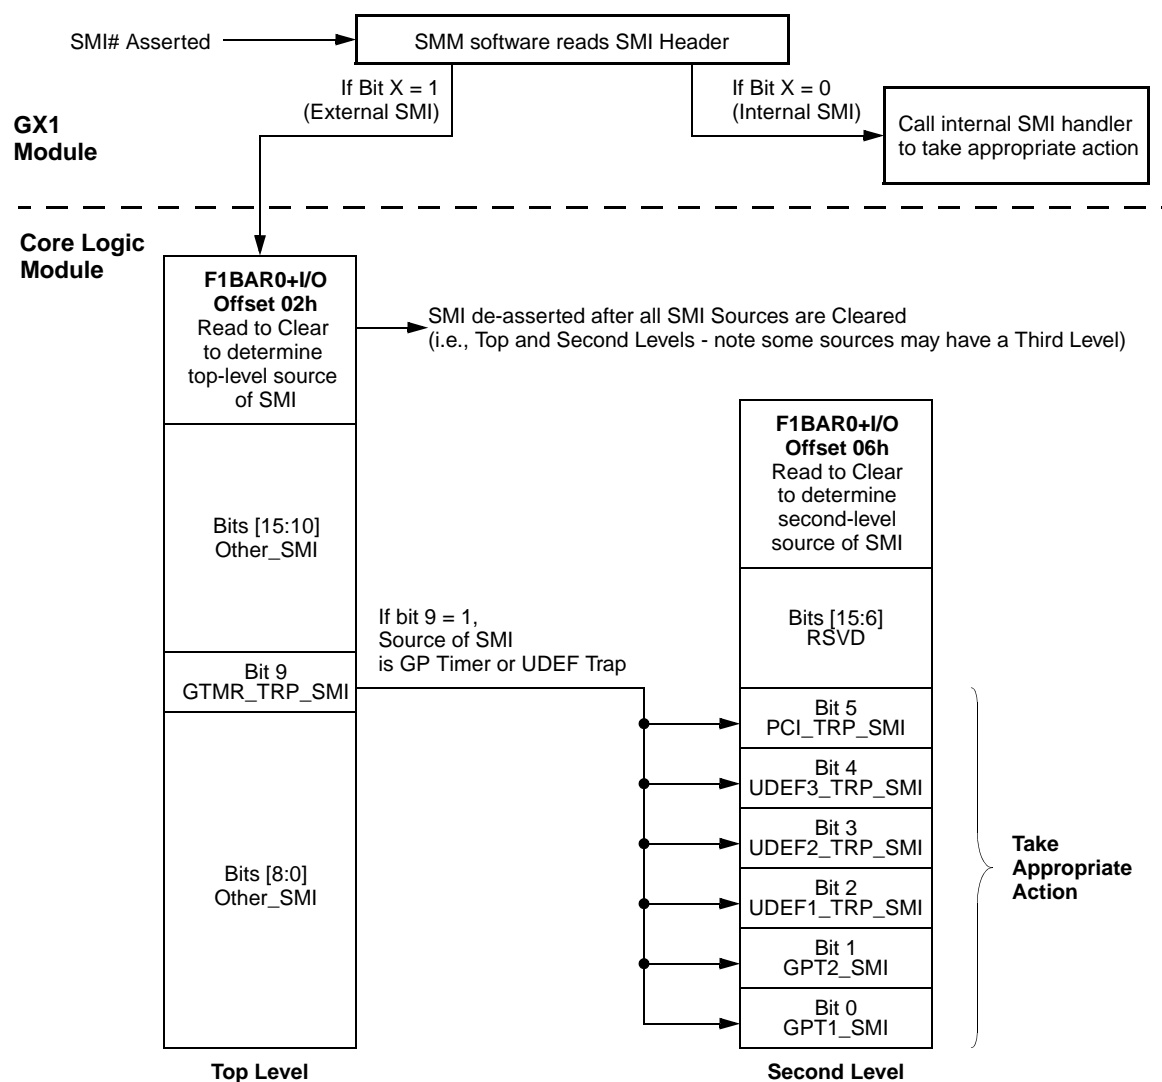 SMI# Asserted
SMM software reads SMI Header
If Bit X = 1
(External SMI)
If Bit X = 0
(Internal SMI)
GX1
Module
Call internal SMI handler
to take appropriate action
Core Logic
Module
F1BAR0+I/O
Offset 02h
Read to Clear
to determine
top-level source
of SMI
SMI de-asserted after all SMI Sources are Cleared
(i.e., Top and Second Levels - note some sources may have a Third Level)
F1BAR0+I/O
Offset 06h
Read to Clear
to determine
second-level
source of SMI
Bits [15:10]
Other_SMI
If bit 9 = 1,
Source of SMI
is GP Timer or UDEF Trap
Bits [15:6]
RSVD
Bit 9
GTMR_TRP_SMI
Bit 5
PCI_TRP_SMI
Bit 4
UDEF3_TRP_SMI
Bit 3
UDEF2_TRP_SMI
Bit 2
UDEF1_TRP_SMI
Bit 1
GPT2_SMI
Bit 0
GPT1_SMI
Bits [8:0]
Other_SMI
Take
Appropriate
Action
Top Level
Second Level